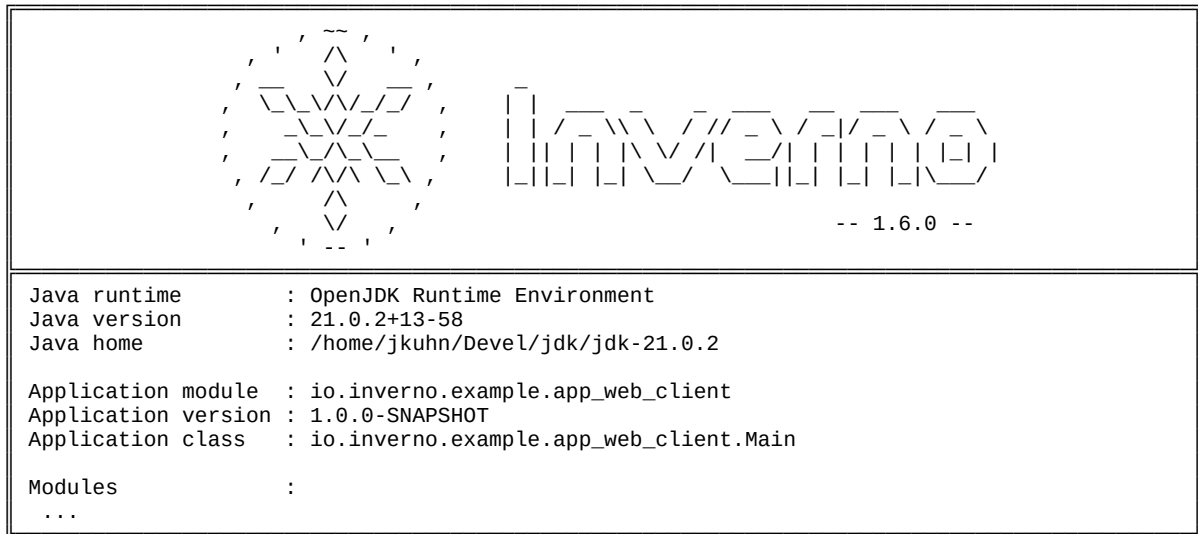 Inverno
-- 1.6.0 --
Java runtime : OpenJDK Runtime Environment
Java version : 21.0.2+13-58
Java home : /home/jkuhn/Devel/jdk/jdk-21.0.2
Application module : io.inverno.example.app_web_client
Application version : 1.0.0-SNAPSHOT
Application class : io.inverno.example.app_web_client.Main
Modules :
...